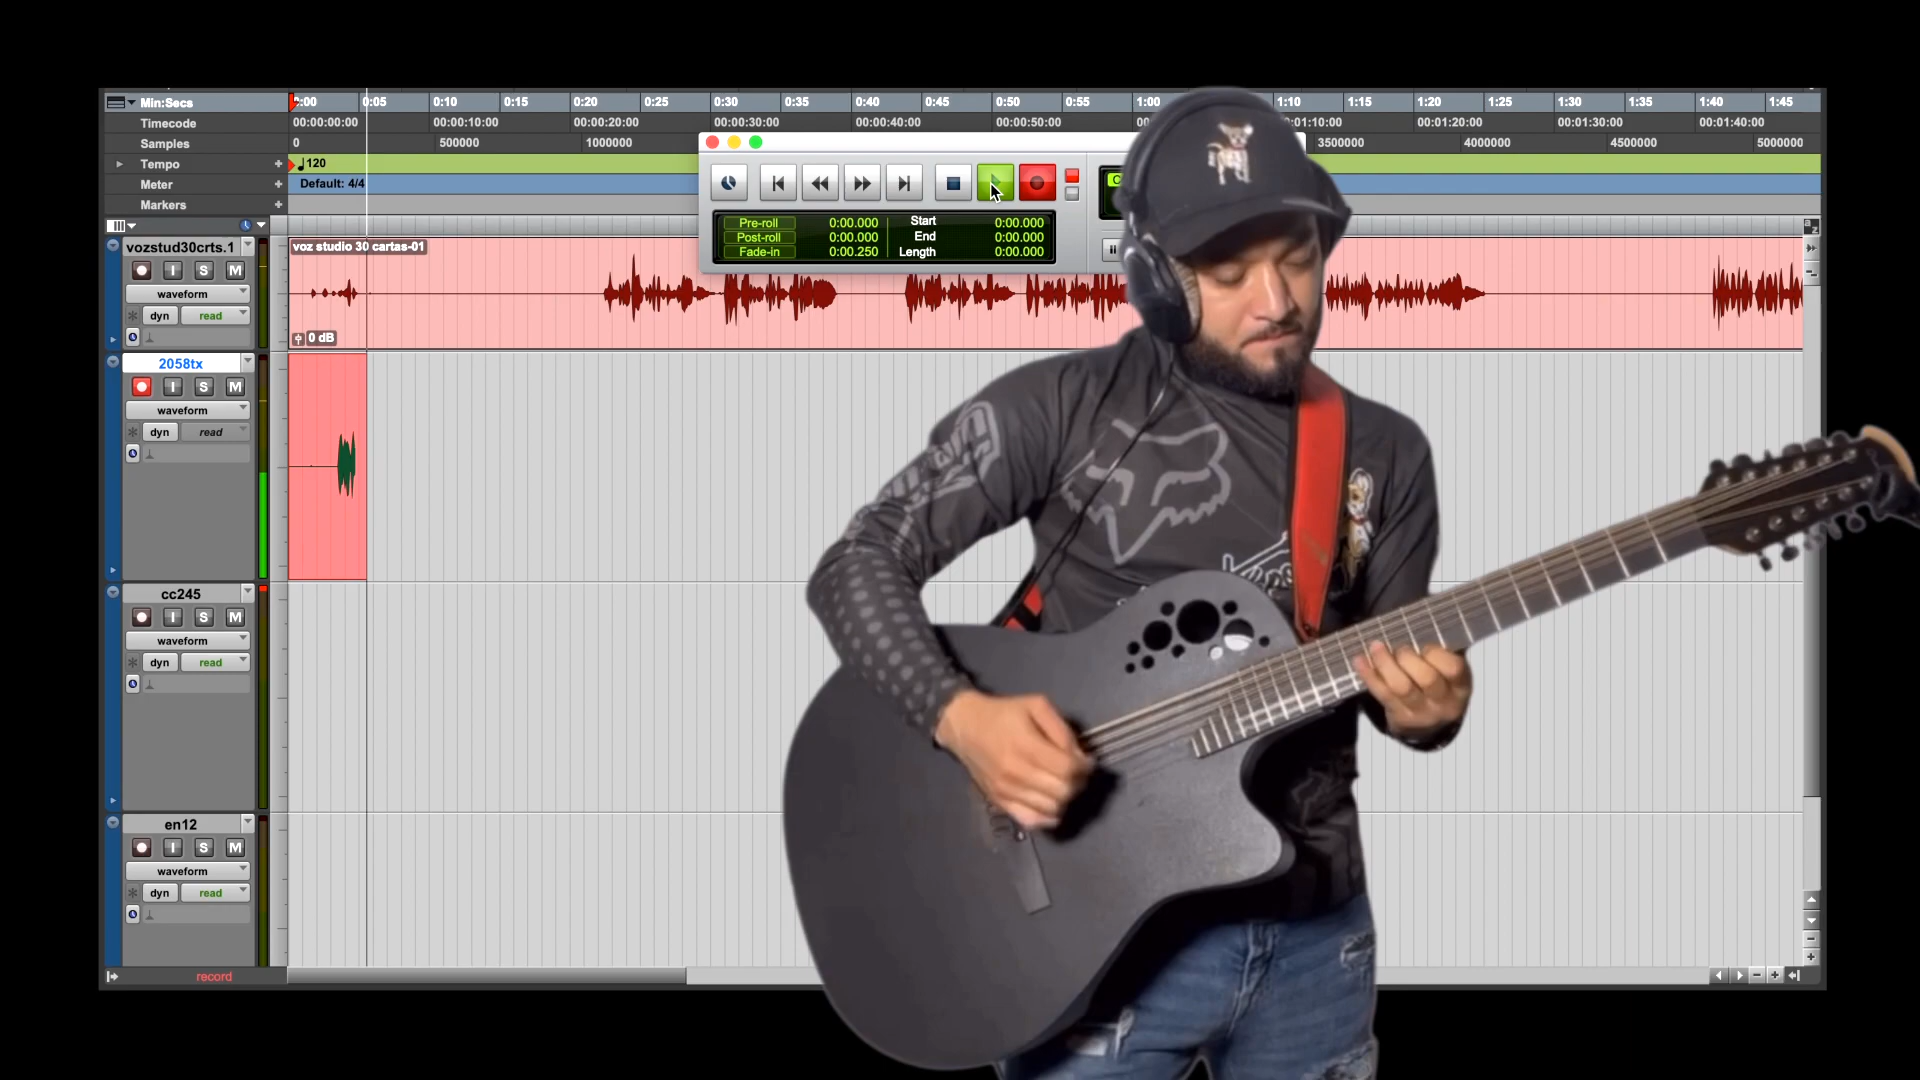 Min:Secs 0:00 0:05 0:10 0:15 0:20 0:25 0:30 0:35 0:40 0:45 0:50 0:55 1:00 1:10 1:15 1:20 1:25 1:30 1:35 1:40 1:45
Timecode 00:00:00:00 00:00:10:00 00:00:20:00 00:00:30:00 00:00:40:00 00:00:50:00 01:10:00 00:01:20:00 00:01:30:00 00:01:40:00
Samples 0 500000 1000000 3500000 4000000 4500000 5000000
Tempo + 120
Meter + Default: 4/4
Markers +
Pre-roll 0:00.000 Start 0:00.000
Post-roll 0:00.000 End 0:00.000
Fade-in 0:00.250 Length 0:00.000
vozstud30crts.1
voz studio 30 cartas-01
I S M
waveform
dyn read
0 dB
2058tx
I S M
waveform
dyn read
cc245
I S M
waveform
dyn read
en12
I S M
waveform
dyn read
record